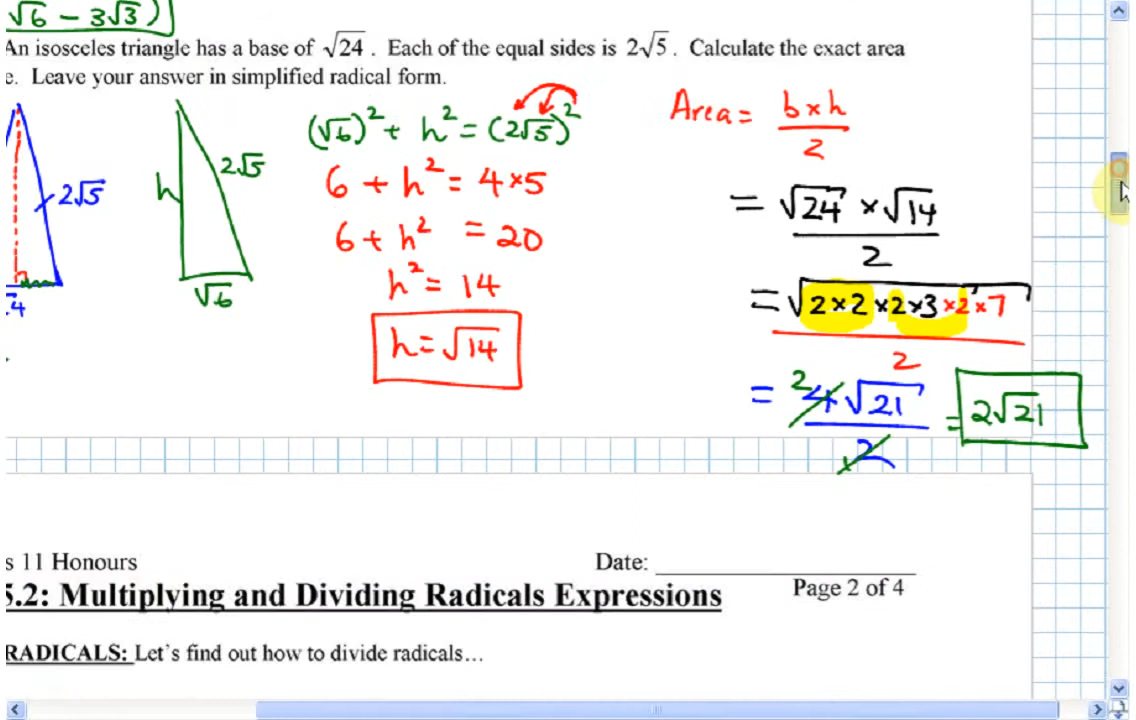 √6 − 3√3)
An isosceles triangle has a base of √24 . Each of the equal sides is 2√5 . Calculate the exact area
e. Leave your answer in simplified radical form.
2√5
4
h
2√5
√6
(√6)² + h² = (2√5)²
6 + h² = 4×5
6 + h² = 20
h² = 14
h = √14
Area = b×h / 2
= √24 × √14 / 2
= √2×2×2×3×2×7 / 2
= 2 4√21 / 2 = 2√21
s 11 Honours
Date: ____________
5.2: Multiplying and Dividing Radicals Expressions
Page 2 of 4
RADICALS: Let's find out how to divide radicals…